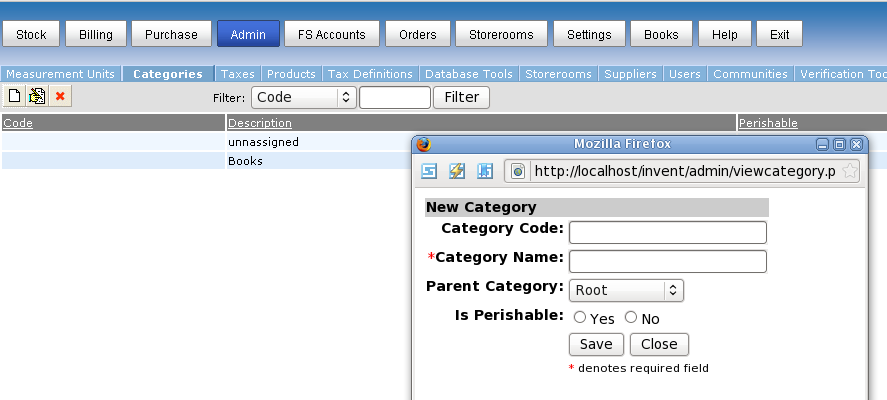 Stock Billing Purchase Admin FS Accounts Orders Storerooms Settings Books Help Exit
Measurement Units Categories Taxes Products Tax Definitions Database Tools Storerooms Suppliers Users Communities Verification Too
Filter: Code Filter
Code Description Perishable
unnassigned
Books
Mozilla Firefox
http://localhost/invent/admin/viewcategory.p
New Category
Category Code:
*Category Name:
Parent Category: Root
Is Perishable: Yes No
Save Close
* denotes required field